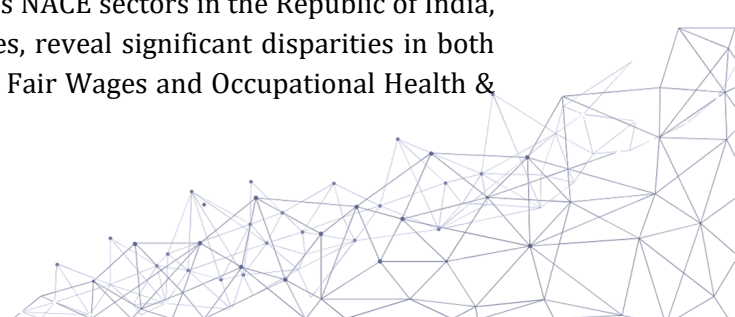 s NACE sectors in the Republic of India,
es, reveal significant disparities in both
Fair Wages and Occupational Health &